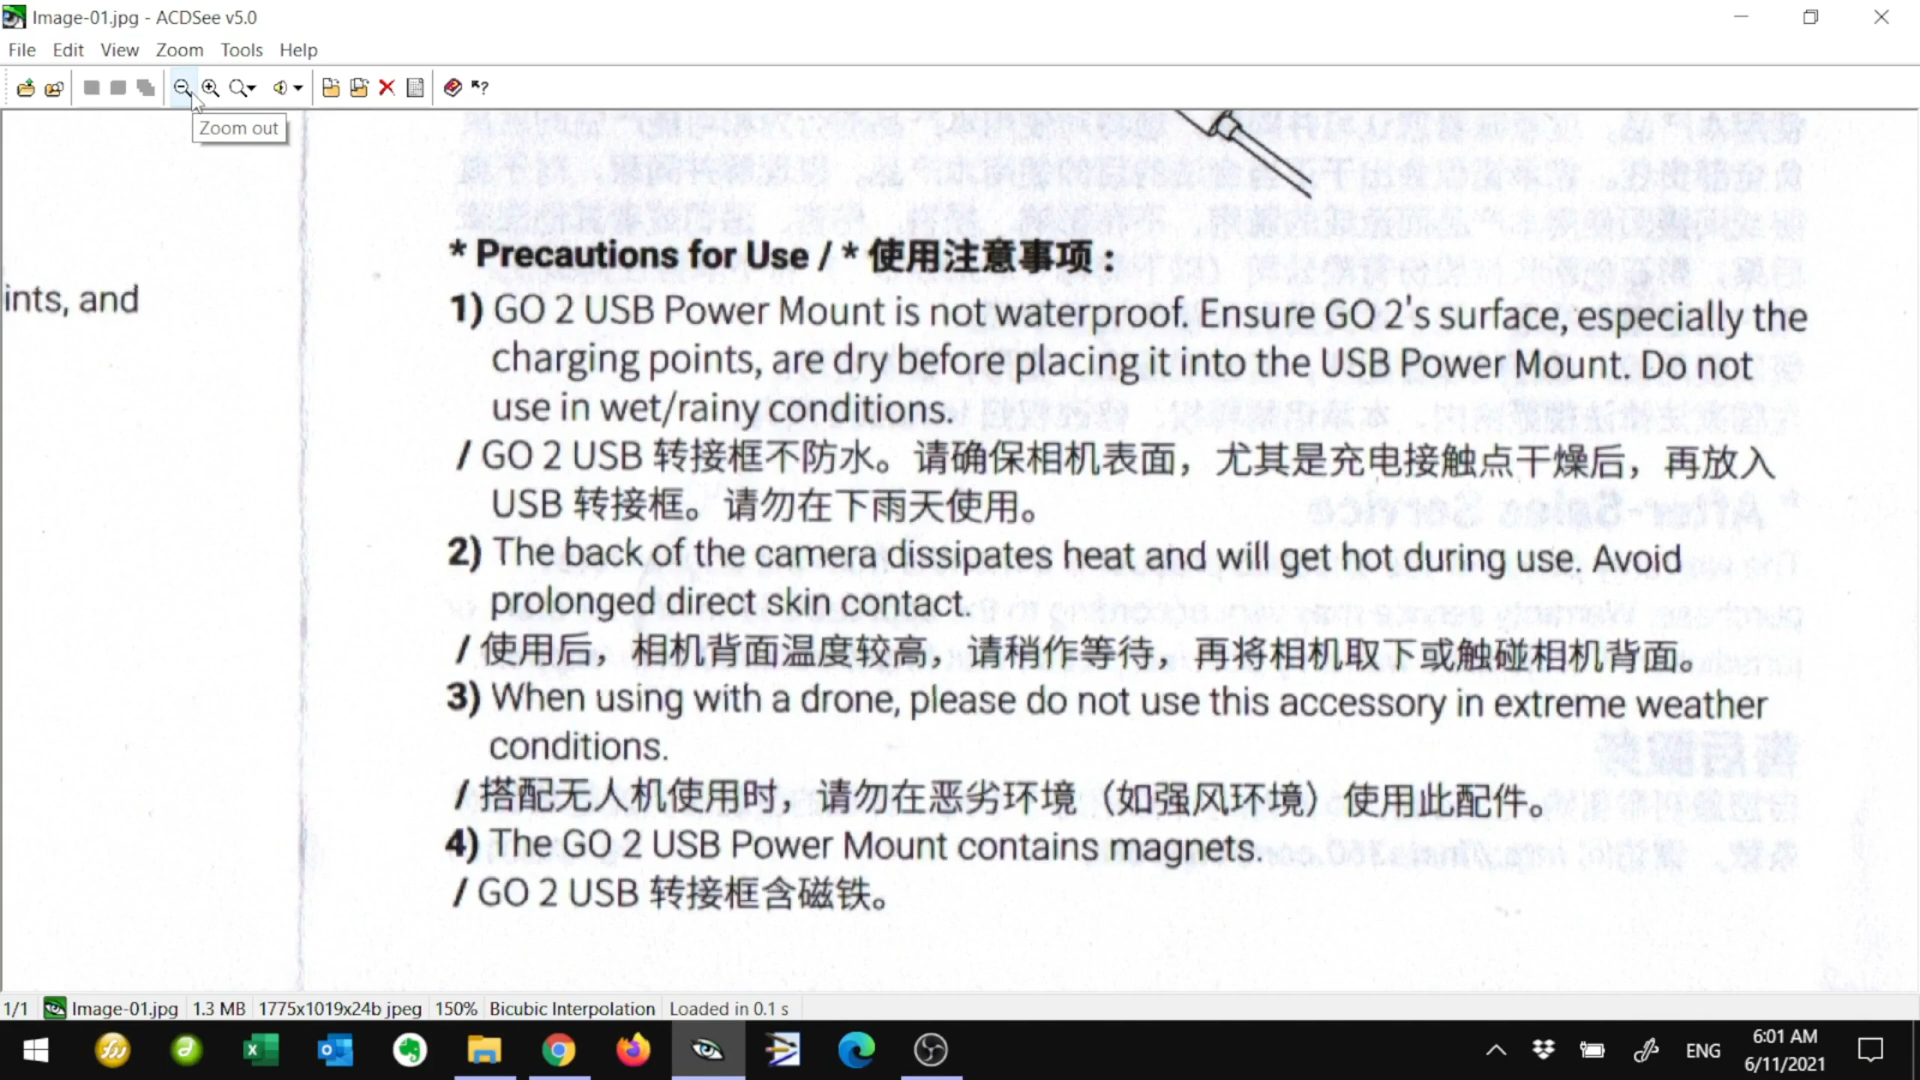 Image-01.jpg - ACDSee v5.0
File Edit View Zoom Tools Help
Zoom out
ints, and
* Precautions for Use / * 使用注意事项：
1) GO 2 USB Power Mount is not waterproof. Ensure GO 2's surface, especially the
charging points, are dry before placing it into the USB Power Mount. Do not
use in wet/rainy conditions.
/ GO 2 USB 转接框不防水。请确保相机表面，尤其是充电接触点干燥后，再放入
USB 转接框。请勿在下雨天使用。
2) The back of the camera dissipates heat and will get hot during use. Avoid
prolonged direct skin contact.
/ 使用后，相机背面温度较高，请稍作等待，再将相机取下或触碰相机背面。
3) When using with a drone, please do not use this accessory in extreme weather
conditions.
/ 搭配无人机使用时，请勿在恶劣环境（如强风环境）使用此配件。
4) The GO 2 USB Power Mount contains magnets.
/ GO 2 USB 转接框含磁铁。
1/1 Image-01.jpg 1.3 MB 1775x1019x24b jpeg 150% Bicubic Interpolation Loaded in 0.1 s
ENG
6:01 AM
6/11/2021